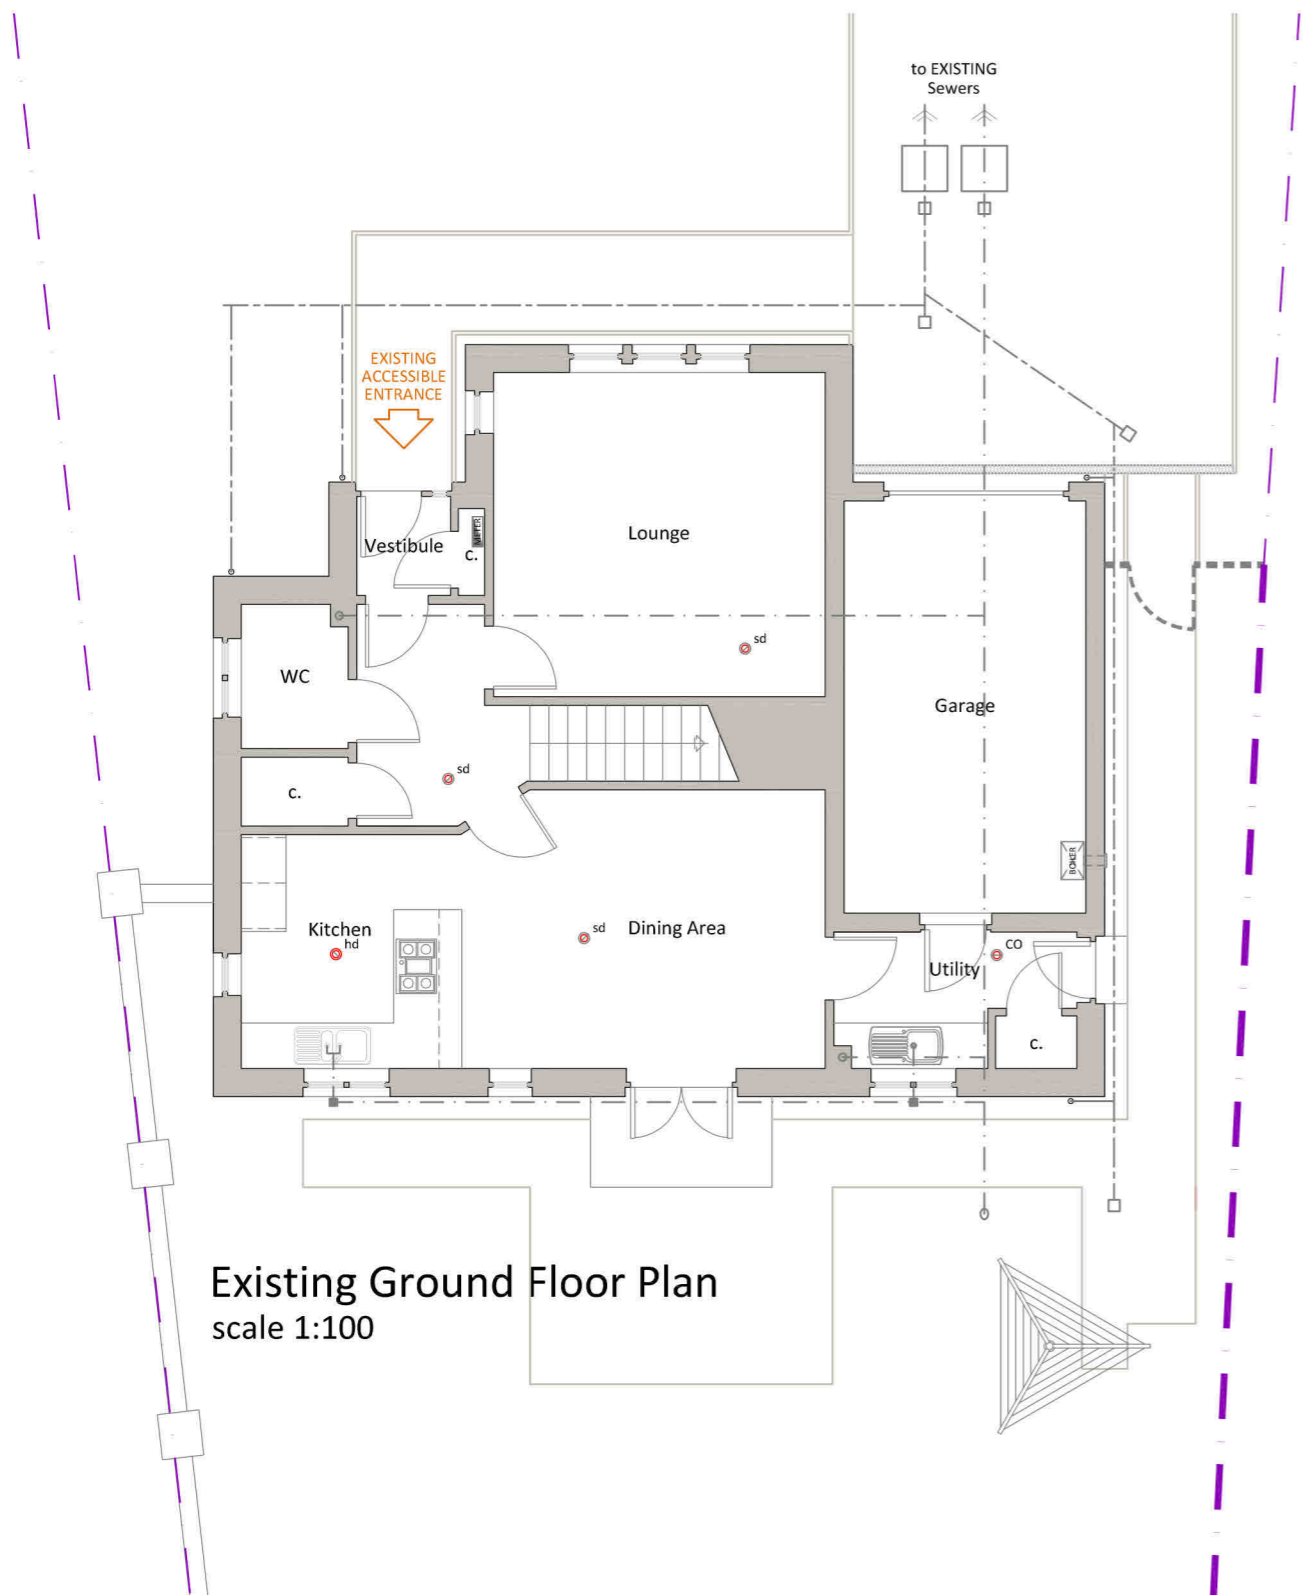 to EXISTING
Sewers
EXISTING
ACCESSIBLE
ENTRANCE
METER
Vestibule
c.
Lounge
sd
WC
Garage
sd
c.
BOILER
Kitchen
hd
sd
Dining Area
CO
Utility
c.
Existing Ground Floor Plan
scale 1:100